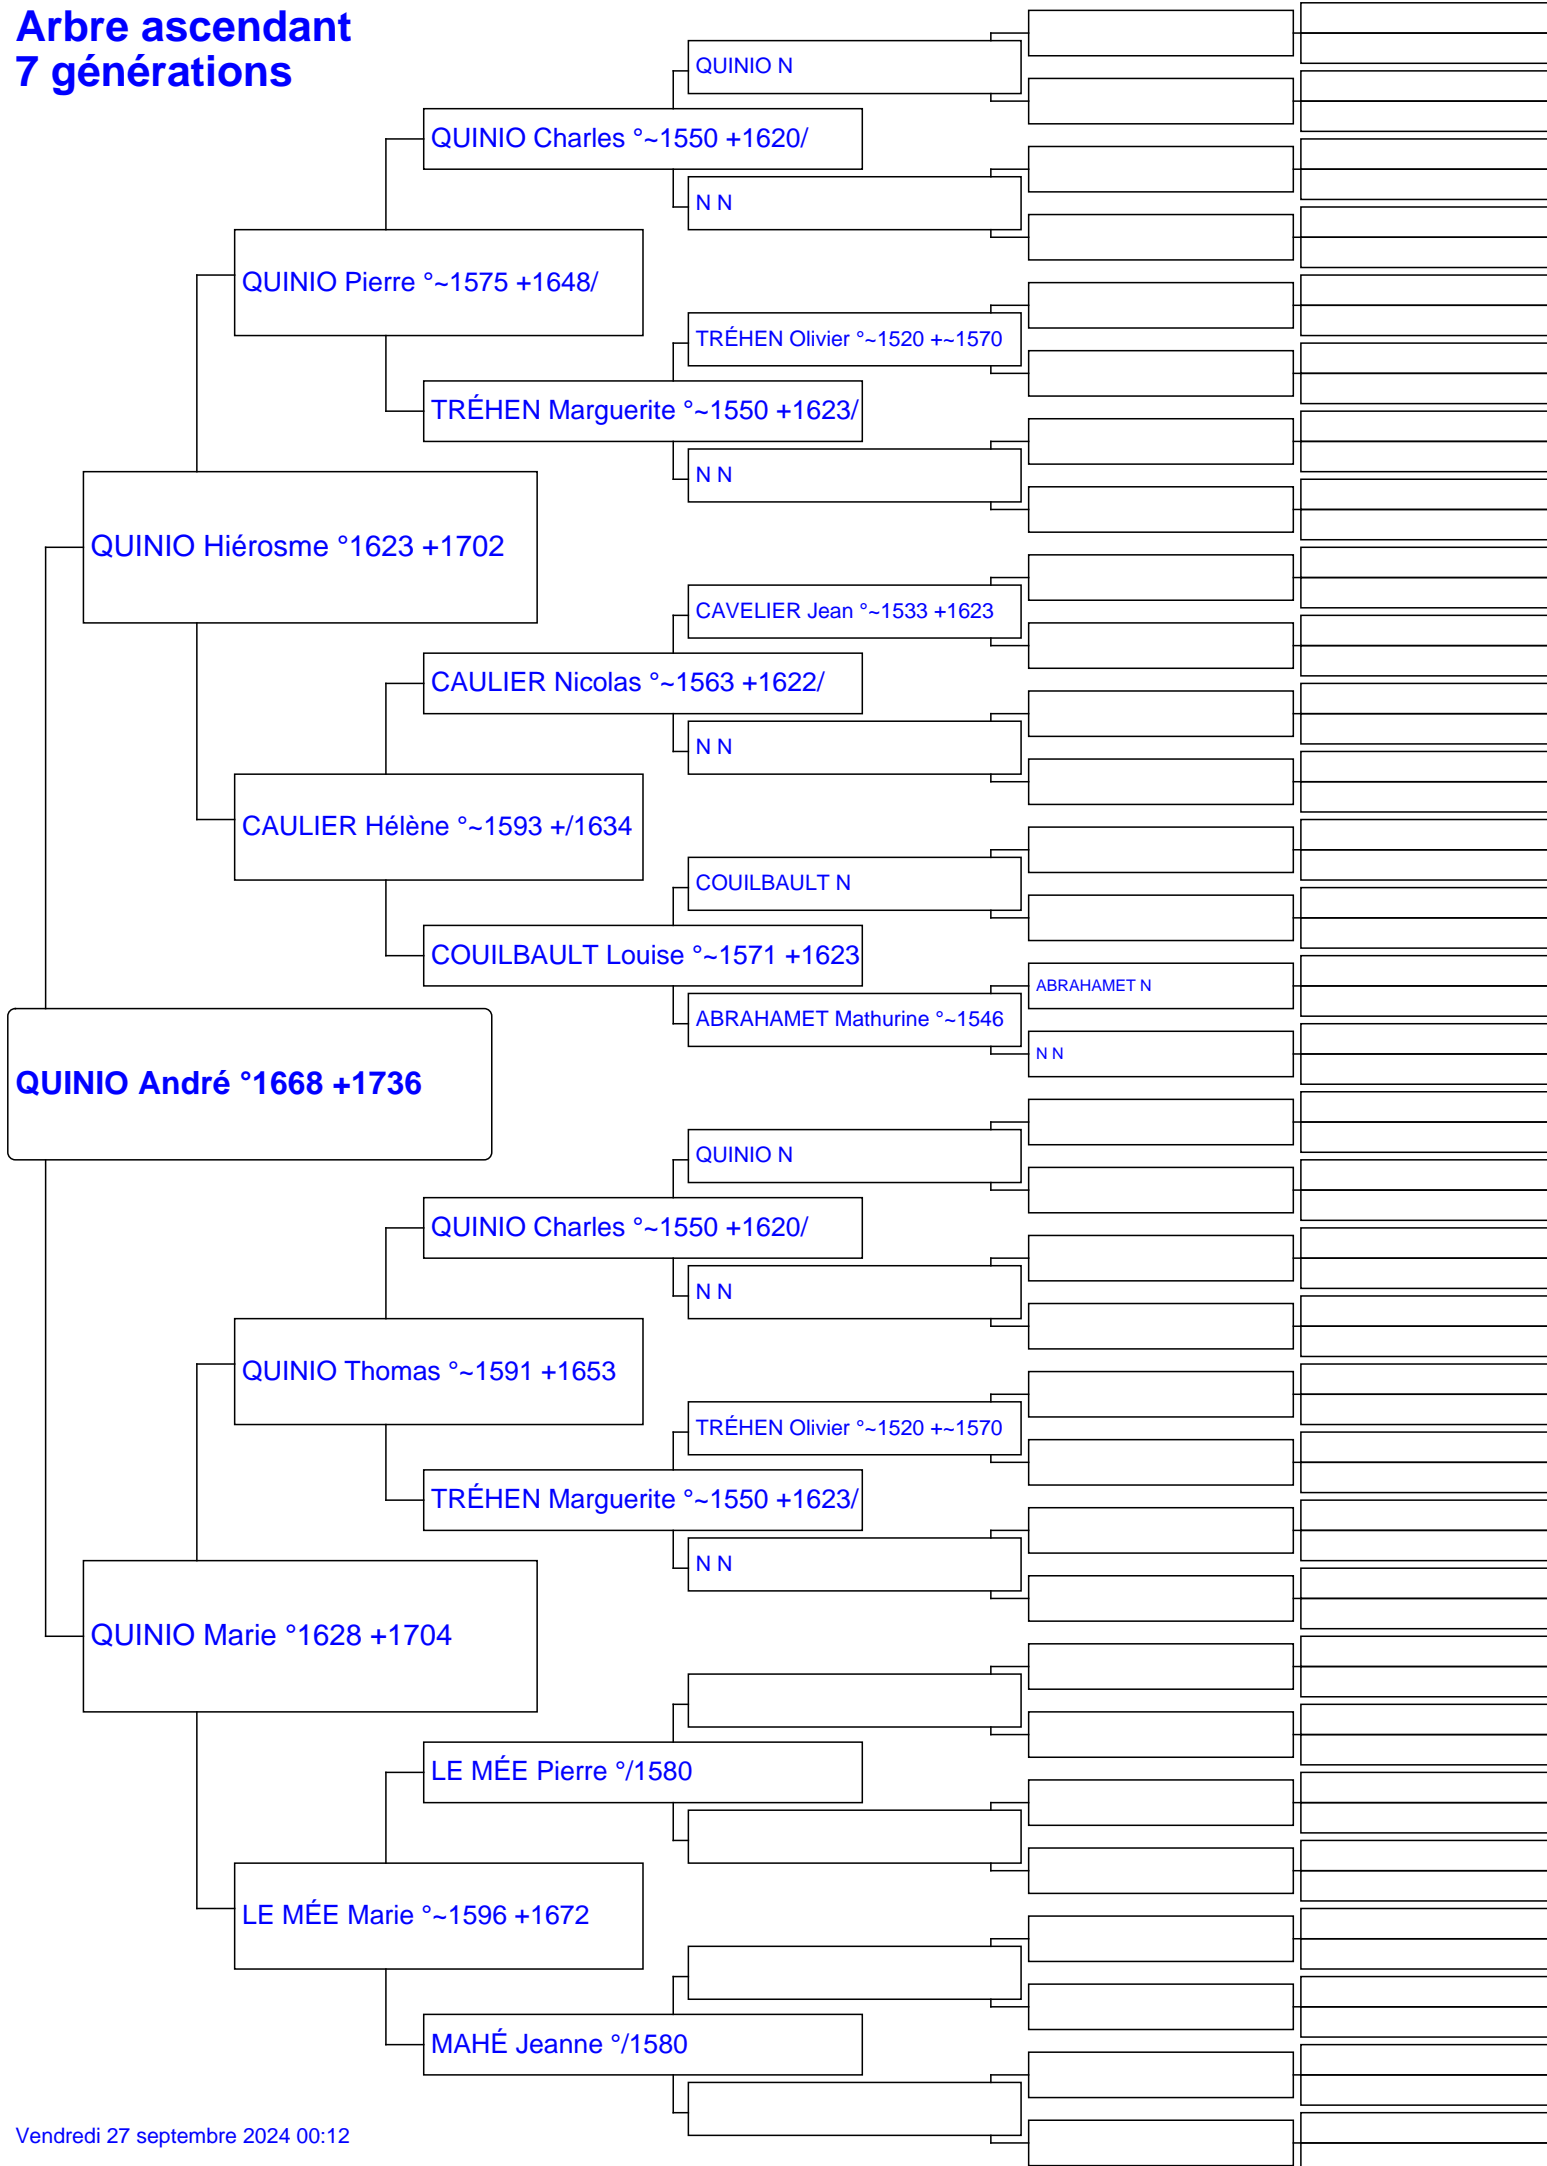 Arbre ascendant
7 générations
QUINIO N
QUINIO Charles °~1550 +1620/
N N
QUINIO Pierre °~1575 +1648/
TRÉHEN Olivier °~1520 +~1570
TRÉHEN Marguerite °~1550 +1623/
N N
QUINIO Hiérosme °1623 +1702
CAVELIER Jean °~1533 +1623
CAULIER Nicolas °~1563 +1622/
N N
CAULIER Hélène °~1593 +/1634
COUILBAULT N
COUILBAULT Louise °~1571 +1623
ABRAHAMET N
ABRAHAMET Mathurine °~1546
N N
QUINIO André °1668 +1736
QUINIO N
QUINIO Charles °~1550 +1620/
N N
QUINIO Thomas °~1591 +1653
TRÉHEN Olivier °~1520 +~1570
TRÉHEN Marguerite °~1550 +1623/
N N
QUINIO Marie °1628 +1704
LE MÉE Pierre °/1580
LE MÉE Marie °~1596 +1672
MAHÉ Jeanne °/1580
Vendredi 27 septembre 2024 00:12